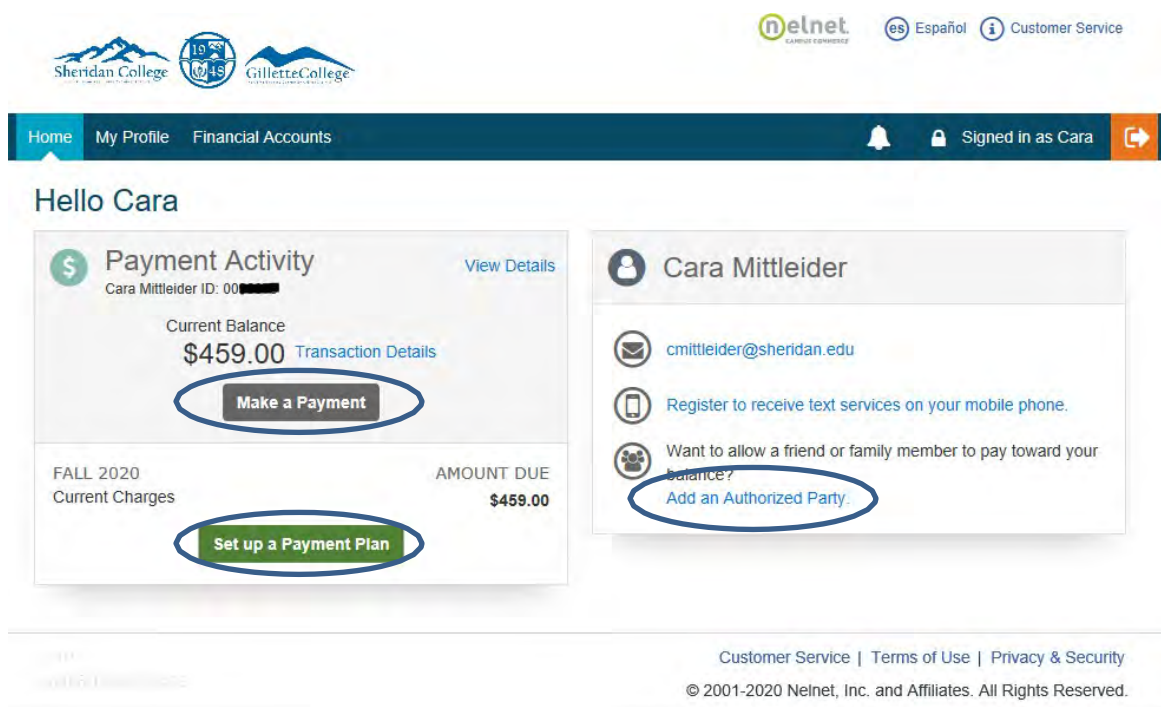 nelnet
CAMPUS COMMERCE
es Español
i Customer Service
Sheridan College
19 48
GilletteCollege
Home My Profile Financial Accounts
Signed in as Cara
Hello Cara
$ Payment Activity
View Details
Cara Mittleider ID: 00
Current Balance
$459.00 Transaction Details
Make a Payment
FALL 2020 AMOUNT DUE
Current Charges $459.00
Set up a Payment Plan
Cara Mittleider
cmittleider@sheridan.edu
Register to receive text services on your mobile phone.
Want to allow a friend or family member to pay toward your
balance?
Add an Authorized Party.
Customer Service | Terms of Use | Privacy & Security
© 2001-2020 Nelnet, Inc. and Affiliates. All Rights Reserved.